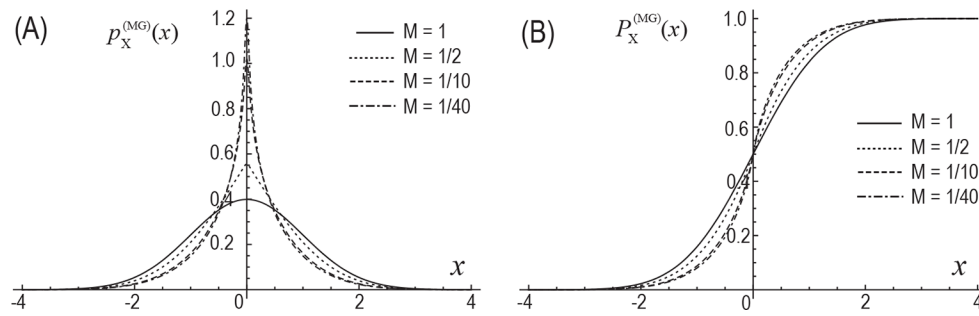 (A)
p_X^(MG)(x)
1.2
1.0
0.8
0.6
0.4
0.2
M = 1
M = 1/2
M = 1/10
M = 1/40
x
-4 -2 0 2 4
(B)
P_X^(MG)(x)
1.0
0.8
0.6
0.4
0.2
M = 1
M = 1/2
M = 1/10
M = 1/40
x
-4 -2 0 2 4